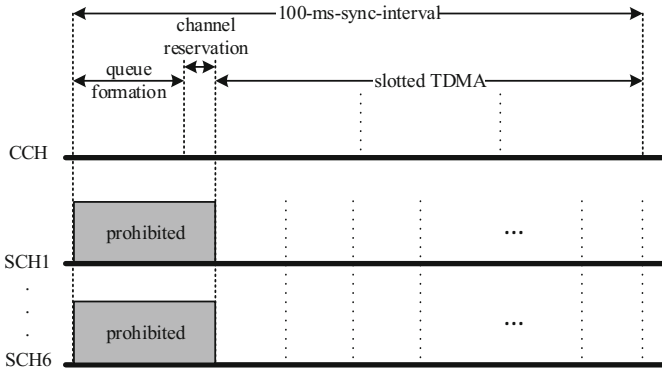 100-ms-sync-interval
channel
reservation
queue
formation
slotted TDMA
CCH
prohibited
...
SCH1
prohibited
...
SCH6